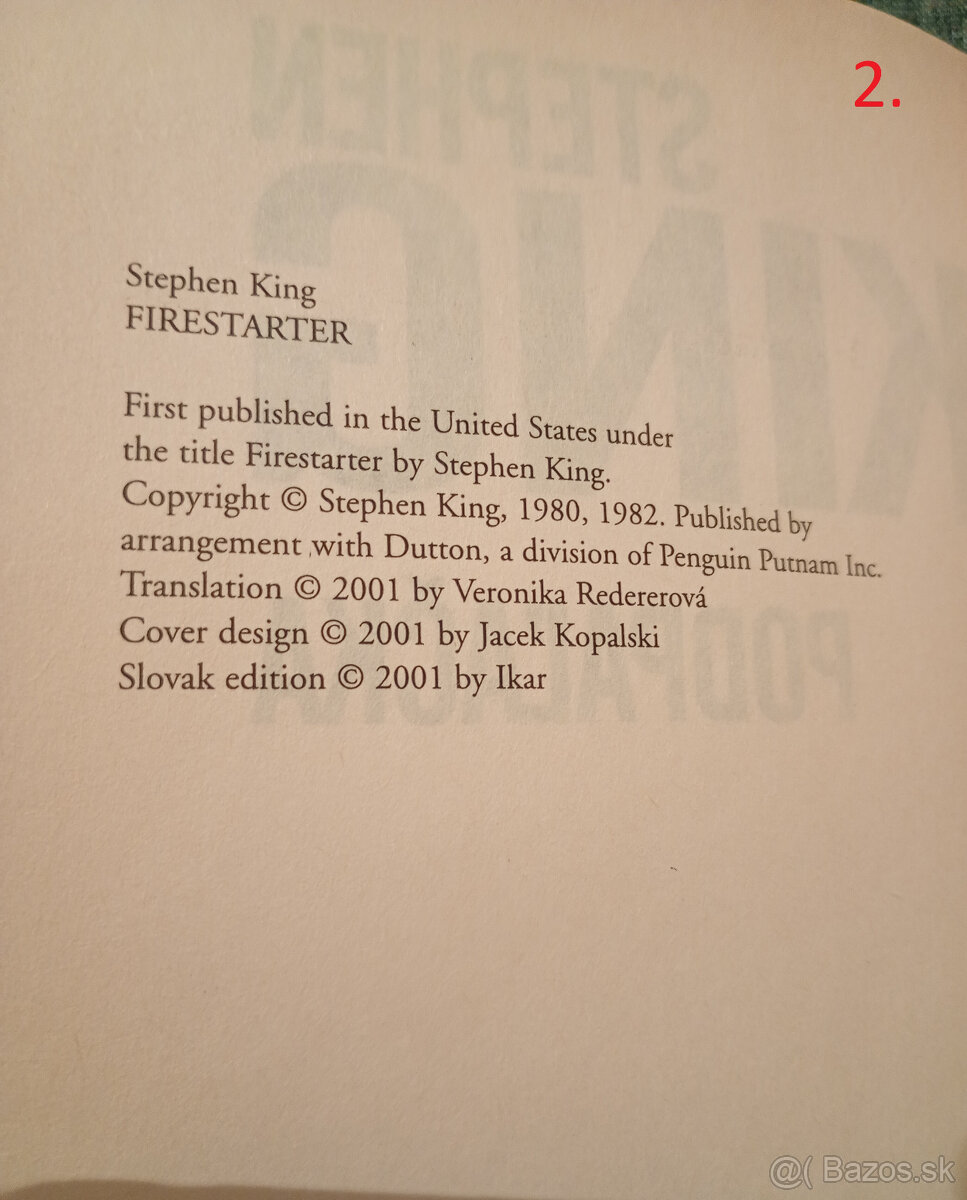 2.
Stephen King
FIRESTARTER
First published in the United States under
the title Firestarter by Stephen King.
Copyright © Stephen King, 1980, 1982. Published by
arrangement with Dutton, a division of Penguin Putnam Inc.
Translation © 2001 by Veronika Redererová
Cover design © 2001 by Jacek Kopalski
Slovak edition © 2001 by Ikar
@( Bazos.sk